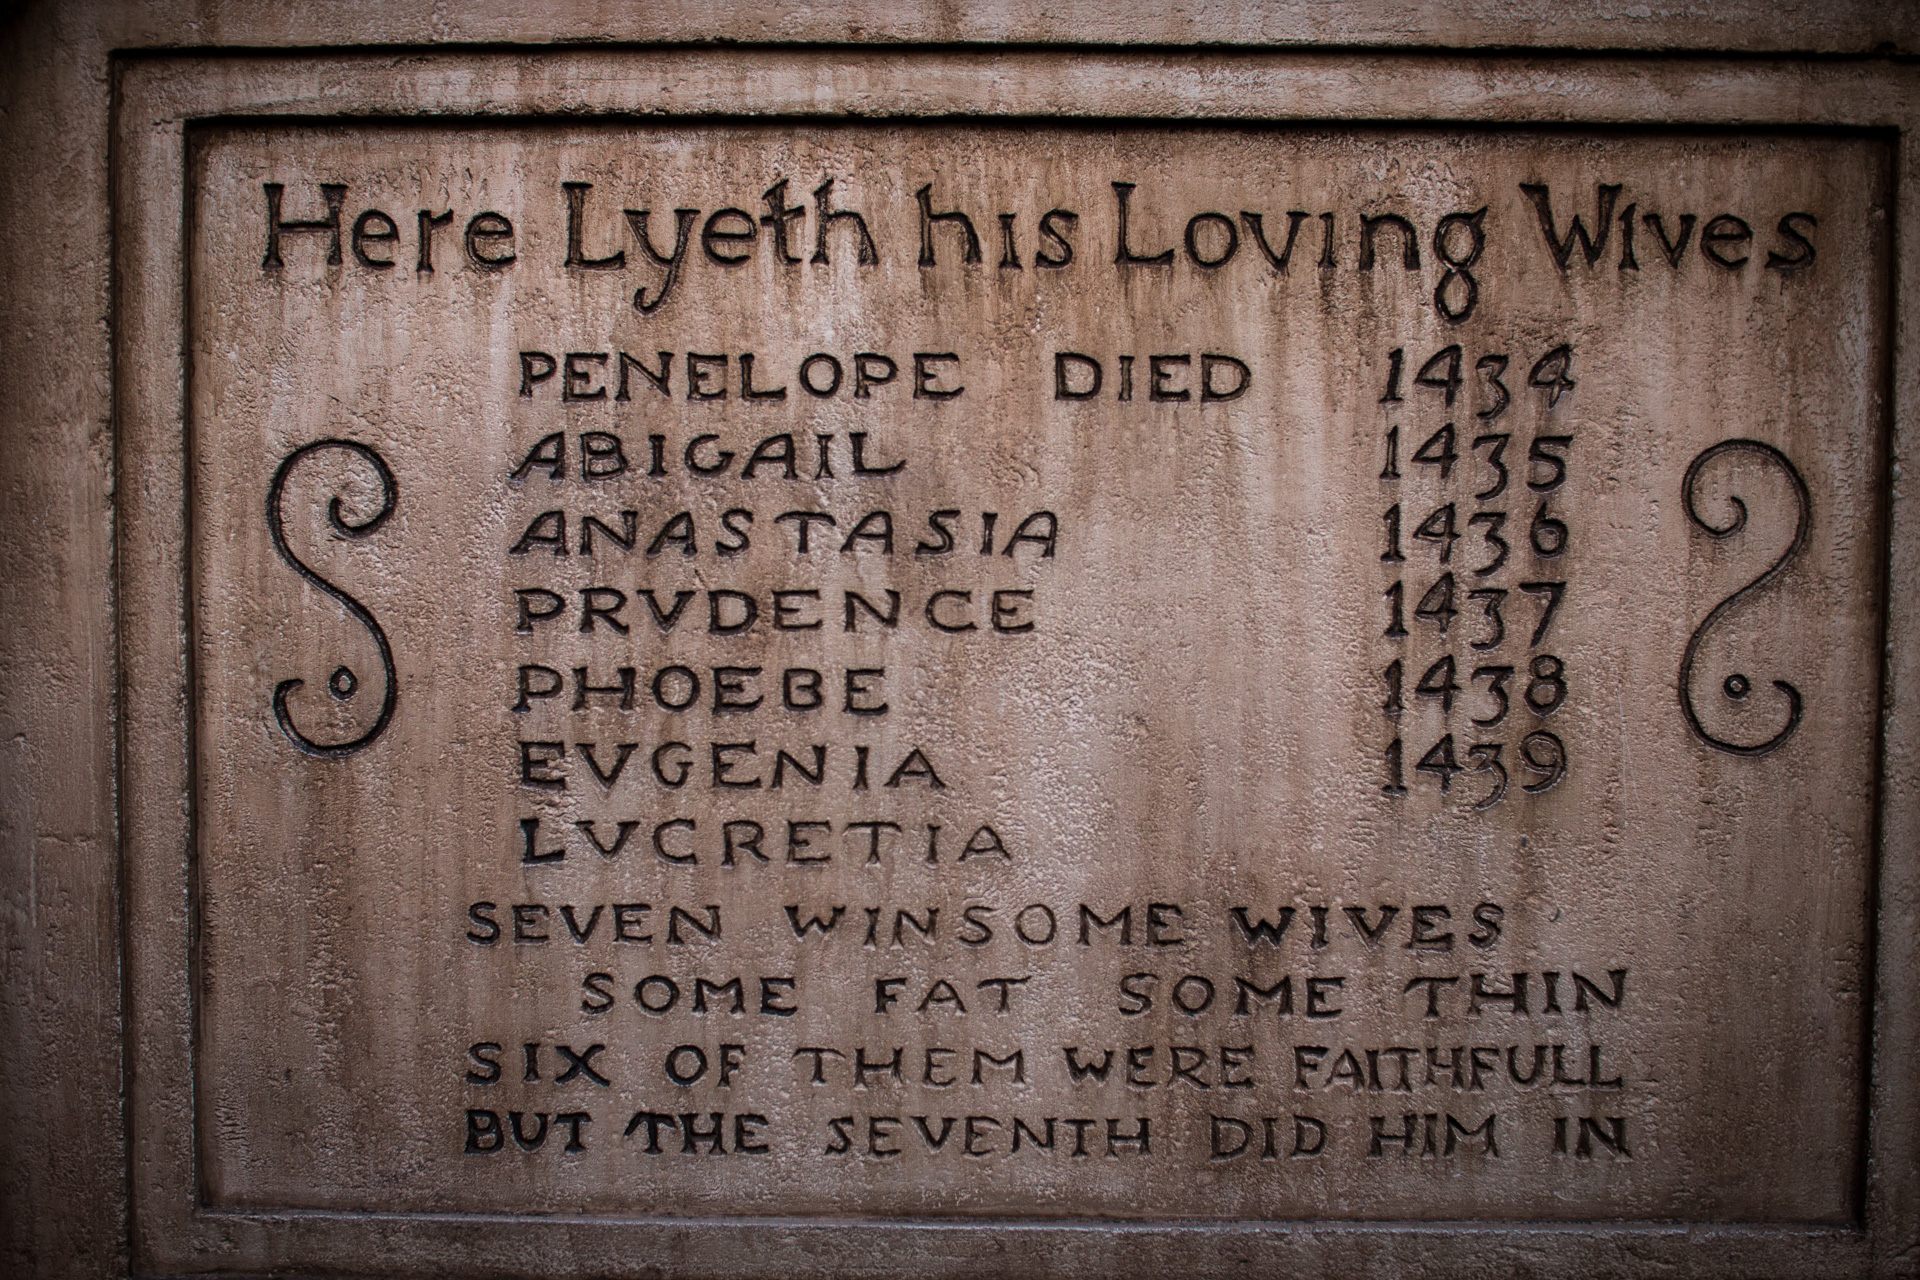 Here Lyeth his Loving Wives
PENELOPE DIED 1434
ABIGAIL 1435
ANASTASIA 1436
PRVDENCE 1437
PHOEBE 1438
EVGENIA 1439
LVCRETIA
SEVEN WINSOME WIVES
SOME FAT SOME THIN
SIX OF THEM WERE FAITHFULL
BUT THE SEVENTH DID HIM IN